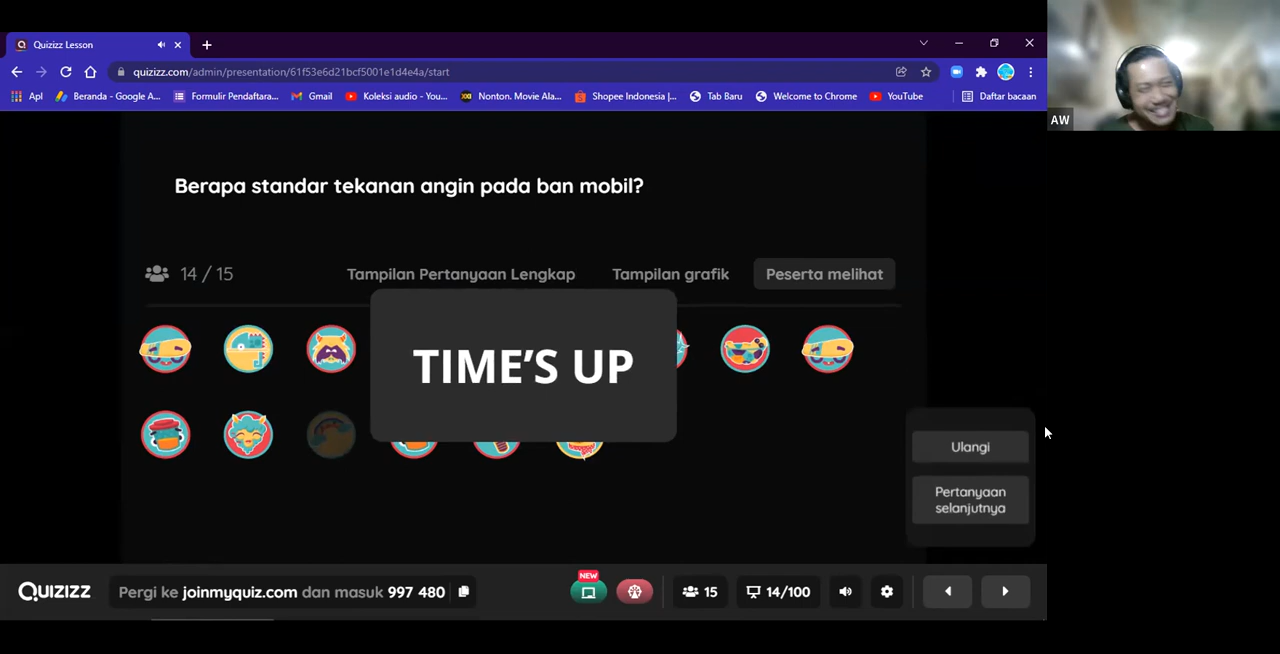 Quizizz Lesson
quizizz.com/admin/presentation/61f53e6d21bcf5001e1d4e4a/start
Apl
Beranda - Google A...
Formulir Pendaftara...
Gmail
Koleksi audio - You...
Nonton. Movie Ala...
Shopee Indonesia |...
Tab Baru
Welcome to Chrome
YouTube
Daftar bacaan
AW
Berapa standar tekanan angin pada ban mobil?
14 / 15
Tampilan Pertanyaan Lengkap
Tampilan grafik
Peserta melihat
TIME'S UP
Ulangi
Pertanyaan
selanjutnya
Quizizz
Pergi ke joinmyquiz.com dan masuk 997 480
NEW
15
14/100